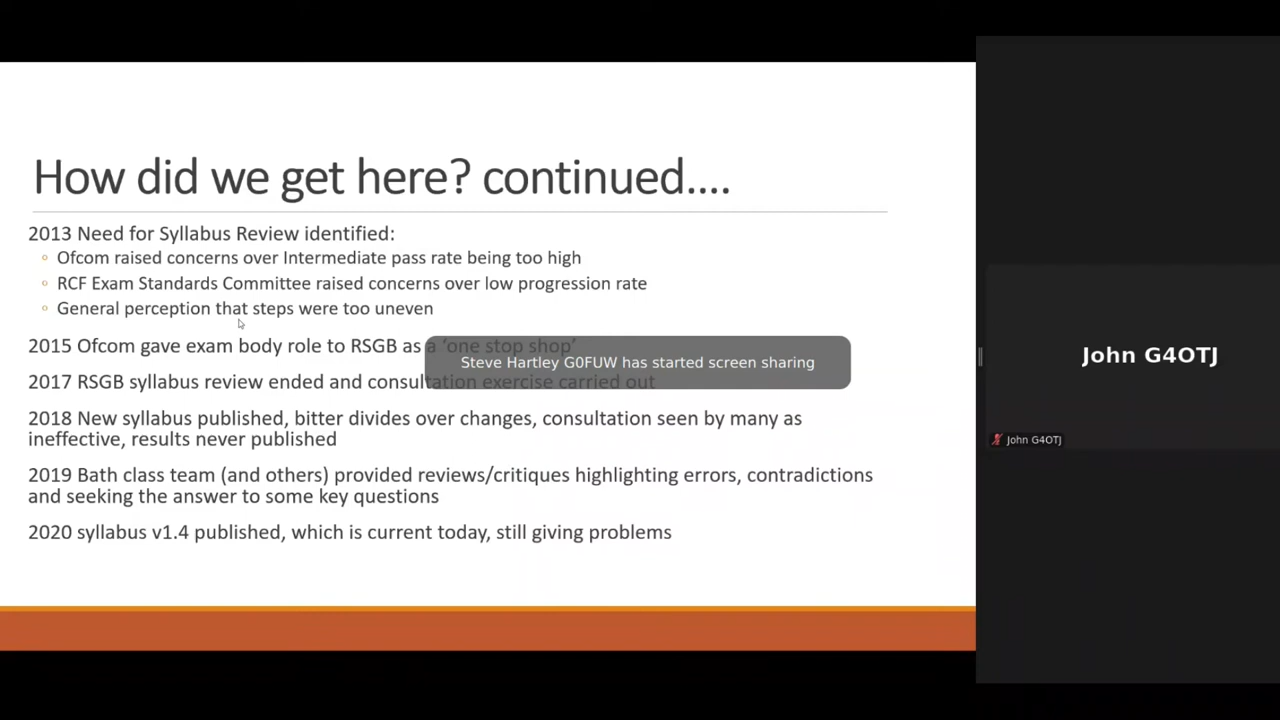 How did we get here? continued....
2013 Need for Syllabus Review identified:
Ofcom raised concerns over Intermediate pass rate being too high
RCF Exam Standards Committee raised concerns over low progression rate
General perception that steps were too uneven
2015 Ofcom gave exam body role to RSGB as a ‘one stop shop’
Steve Hartley G0FUW has started screen sharing
2017 RSGB syllabus review ended and consultation exercise carried out
2018 New syllabus published, bitter divides over changes, consultation seen by many as
ineffective, results never published
2019 Bath class team (and others) provided reviews/critiques highlighting errors, contradictions
and seeking the answer to some key questions
2020 syllabus v1.4 published, which is current today, still giving problems
John G4OTJ
John G4OTJ